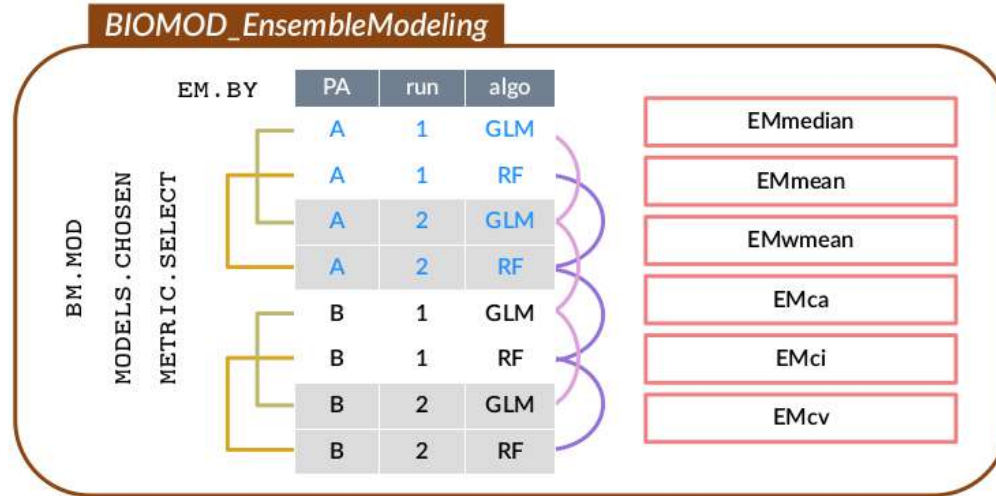 BIOMOD_EnsembleModeling
EM.BY
PA run algo
A 1 GLM
A 1 RF
A 2 GLM
A 2 RF
B 1 GLM
B 1 RF
B 2 GLM
B 2 RF
BM.MOD
MODELS.CHOSEN
METRIC.SELECT
EMmedian
EMmean
EMwmean
EMca
EMci
EMcv